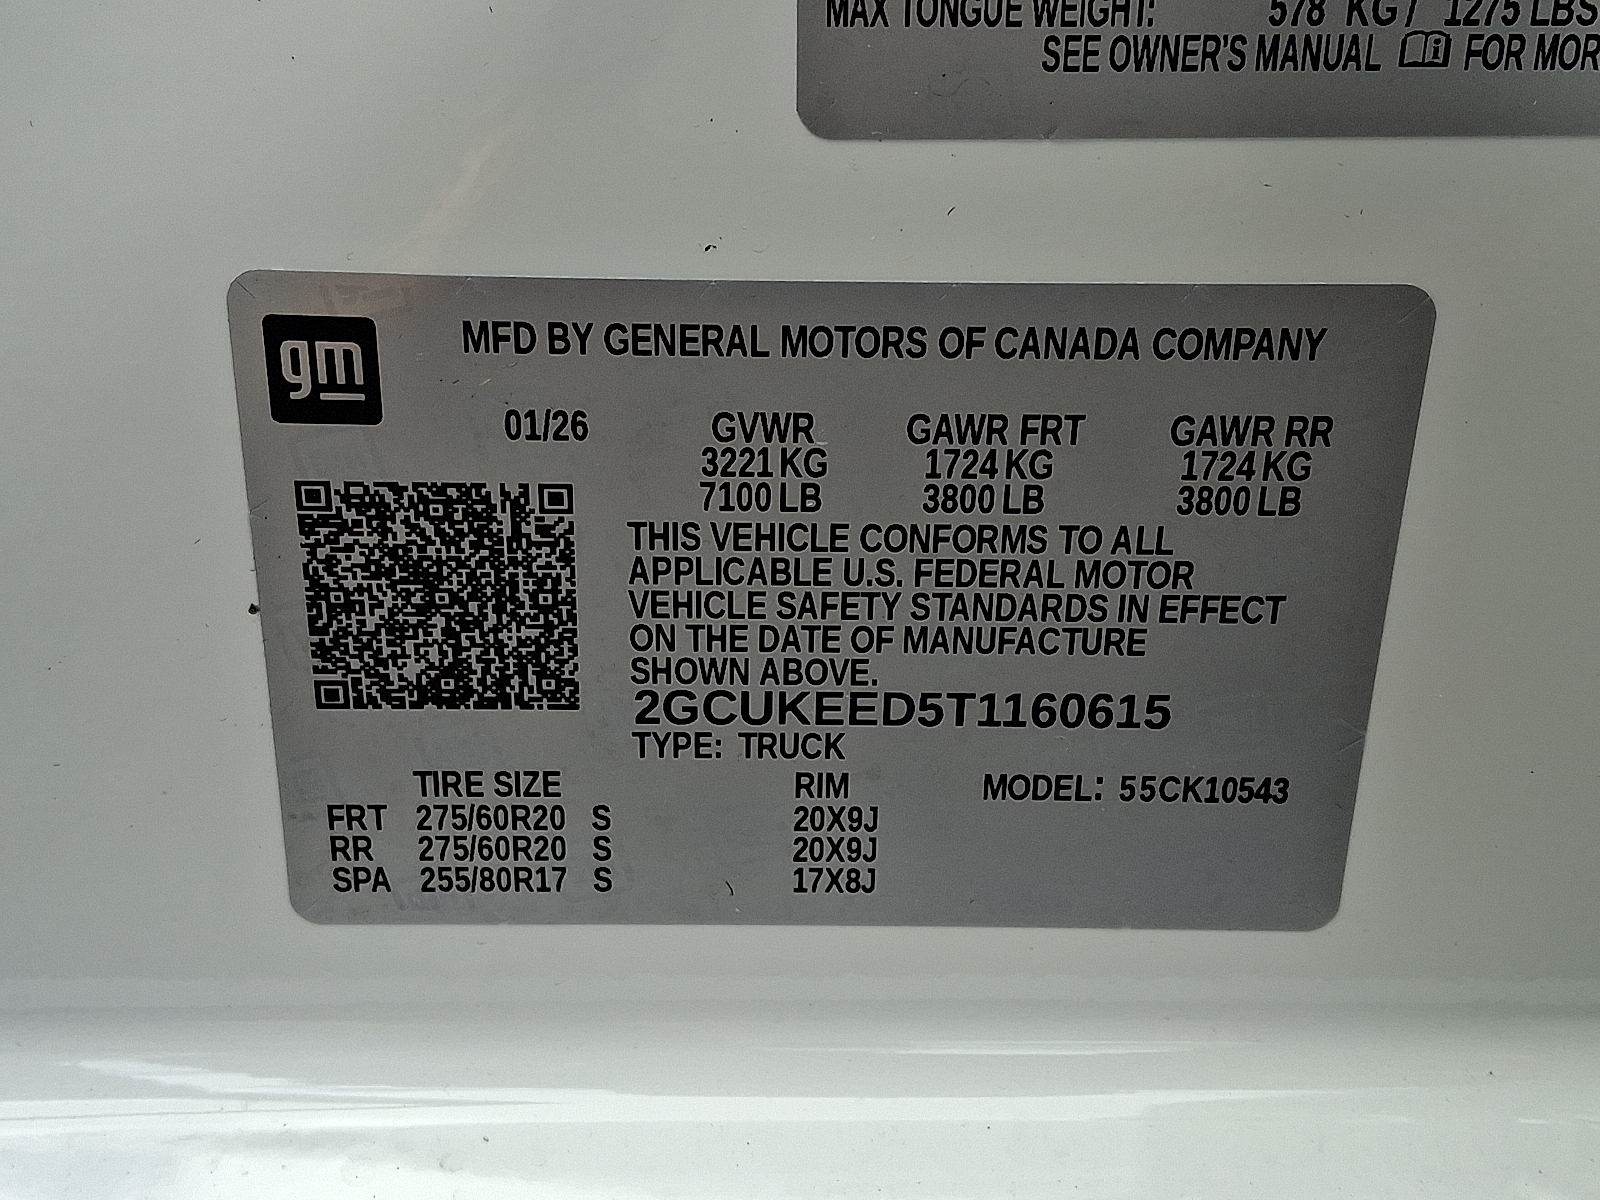 MAX TONGUE WEIGHT: 578 KG / 1275 LBS
SEE OWNER'S MANUAL FOR MOR
gm
MFD BY GENERAL MOTORS OF CANADA COMPANY
01/26 GVWR GAWR FRT GAWR RR
3221 KG 1724 KG 1724 KG
7100 LB 3800 LB 3800 LB
THIS VEHICLE CONFORMS TO ALL
APPLICABLE U.S. FEDERAL MOTOR
VEHICLE SAFETY STANDARDS IN EFFECT
ON THE DATE OF MANUFACTURE
SHOWN ABOVE.
2GCUKEED5T1160615
TYPE: TRUCK
TIRE SIZE RIM MODEL: 55CK10543
FRT 275/60R20 S 20X9J
RR 275/60R20 S 20X9J
SPA 255/80R17 S 17X8J